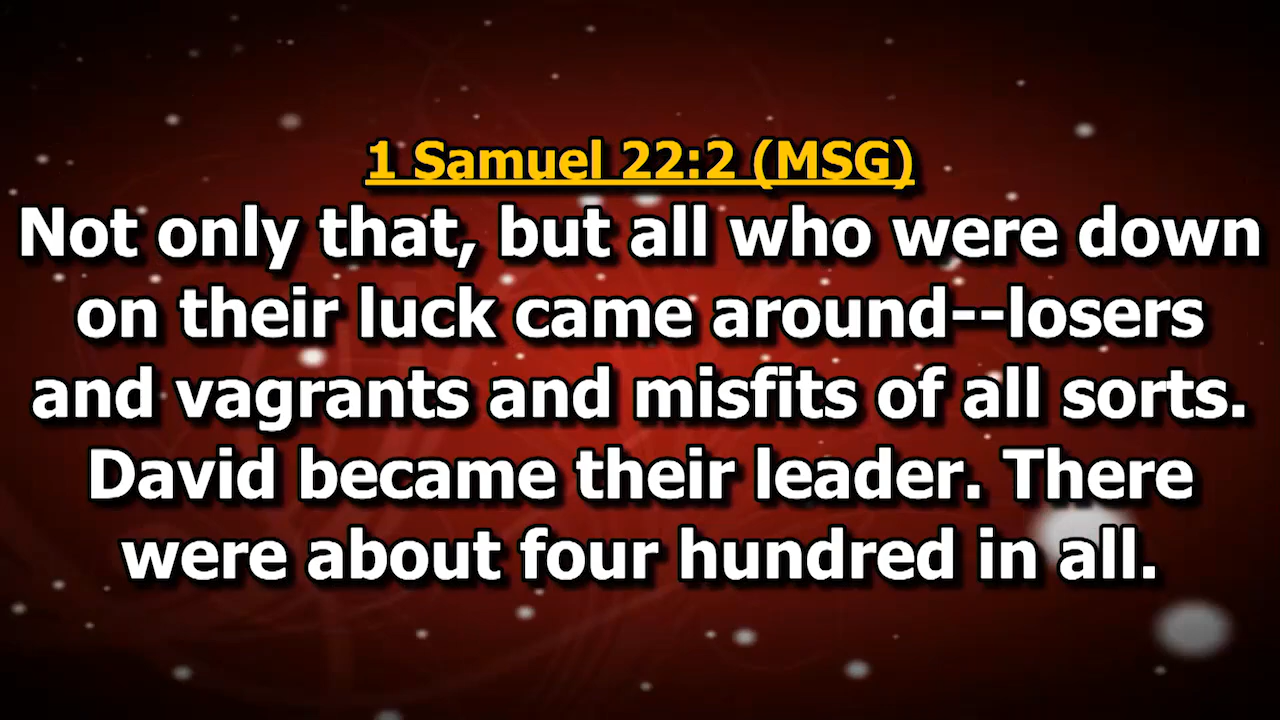 1 Samuel 22:2 (MSG)
Not only that, but all who were down
on their luck came around--losers
and vagrants and misfits of all sorts.
David became their leader. There
were about four hundred in all.